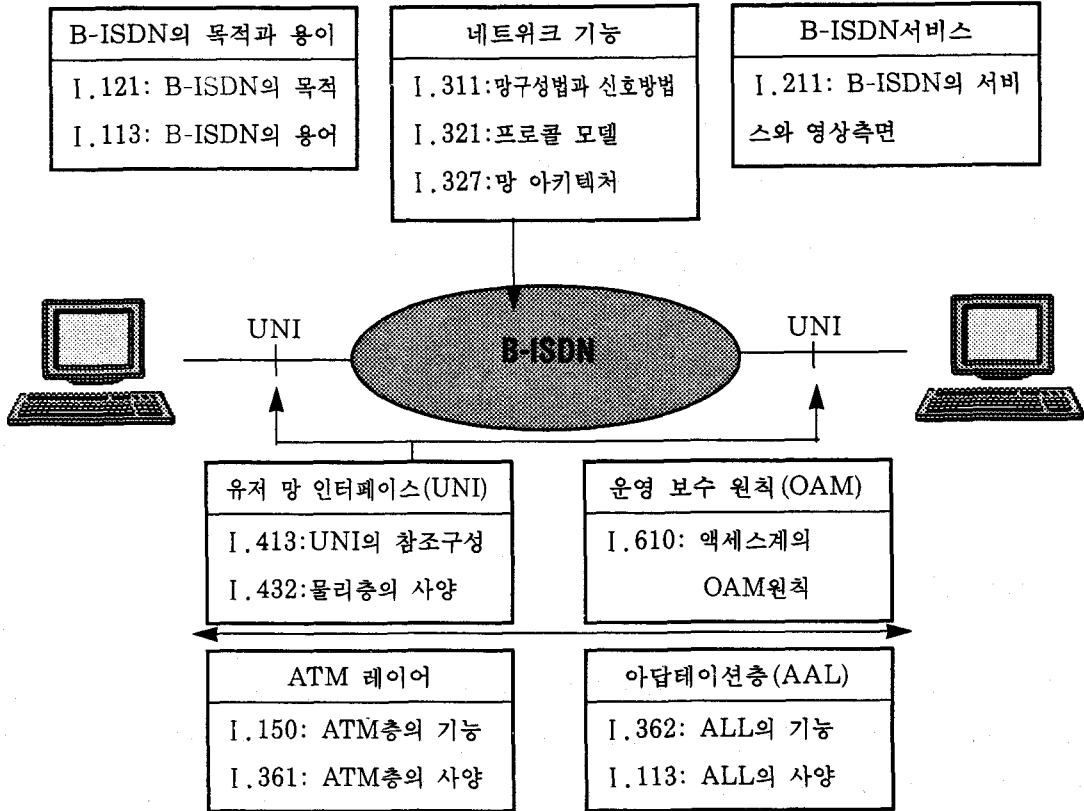 B-ISDN의 목적과 용이
I.121: B-ISDN의 목적
I.113: B-ISDN의 용어
네트워크 기능
I.311:망구성법과 신호방법
I.321:프로콜 모델
I.327:망 아키텍처
B-ISDN서비스
I.211: B-ISDN의 서비
스와 영상측면
UNI
B-ISDN
UNI
유저 망 인터페이스(UNI)
I.413:UNI의 참조구성
I.432:물리층의 사양
운영 보수 원칙(OAM)
I.610: 액세스계의
OAM원칙
ATM 레이어
I.150: ATM층의 기능
I.361: ATM층의 사양
아답테이션층(AAL)
I.362: ALL의 기능
I.113: ALL의 사양